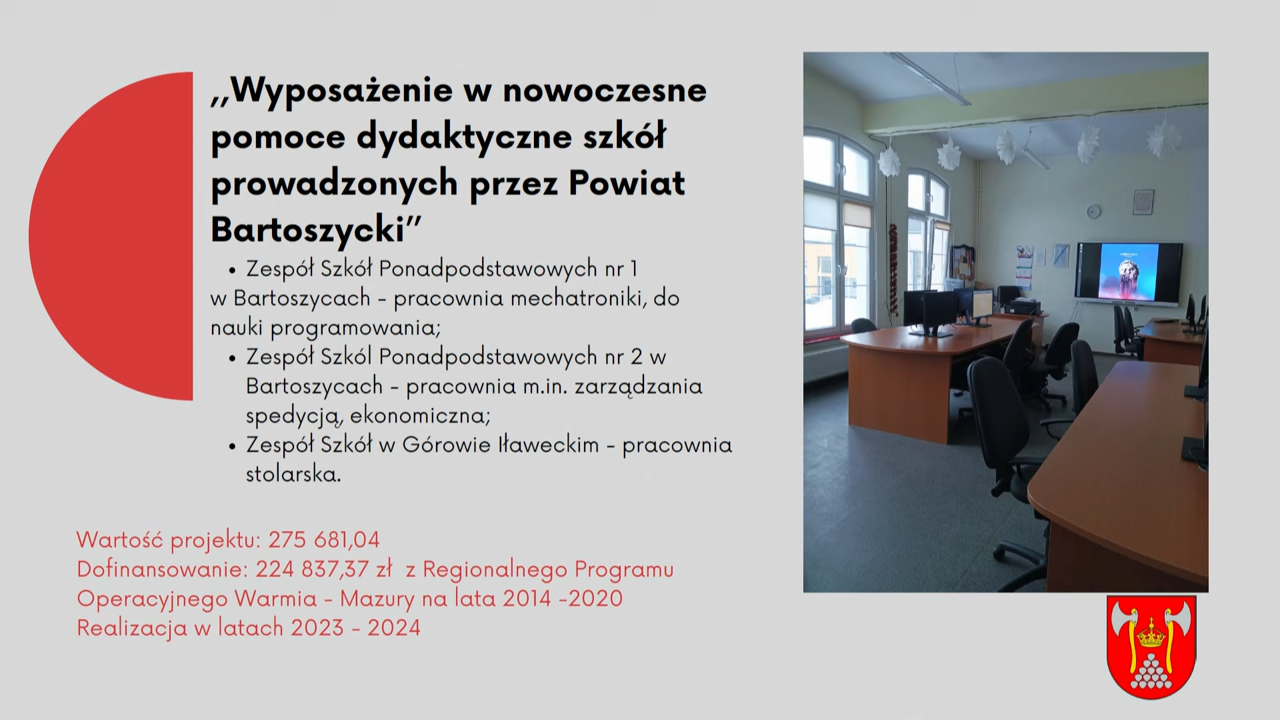 ,,Wyposażenie w nowoczesne
pomoce dydaktyczne szkół
prowadzonych przez Powiat
Bartoszycki”
• Zespół Szkół Ponadpodstawowych nr 1
w Bartoszycach - pracownia mechatroniki, do
nauki programowania;
• Zespół Szkól Ponadpodstawowych nr 2 w
Bartoszycach - pracownia m.in. zarządzania
spedycją, ekonomiczna;
• Zespół Szkół w Górowie Iławeckim - pracownia
stolarska.
Wartość projektu: 275 681,04
Dofinansowanie: 224 837,37 zł z Regionalnego Programu
Operacyjnego Warmia - Mazury na lata 2014 -2020
Realizacja w latach 2023 - 2024